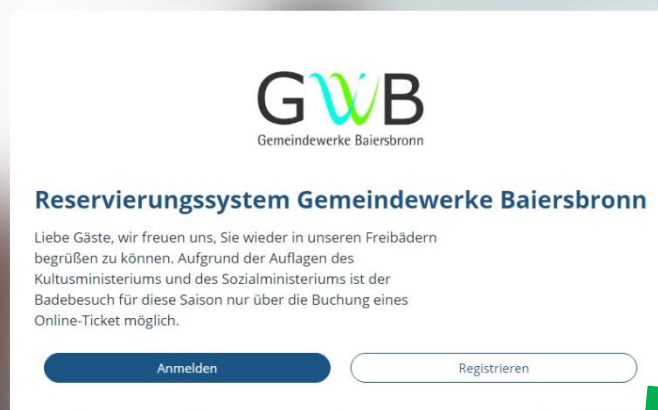 GWB
Gemeindewerke Baiersbronn
Reservierungssystem Gemeindewerke Baiersbronn
Liebe Gäste, wir freuen uns, Sie wieder in unseren Freibädern
begrüßen zu können. Aufgrund der Auflagen des
Kultusministeriums und des Sozialministeriums ist der
Badebesuch für diese Saison nur über die Buchung eines
Online-Ticket möglich.
Anmelden Registrieren